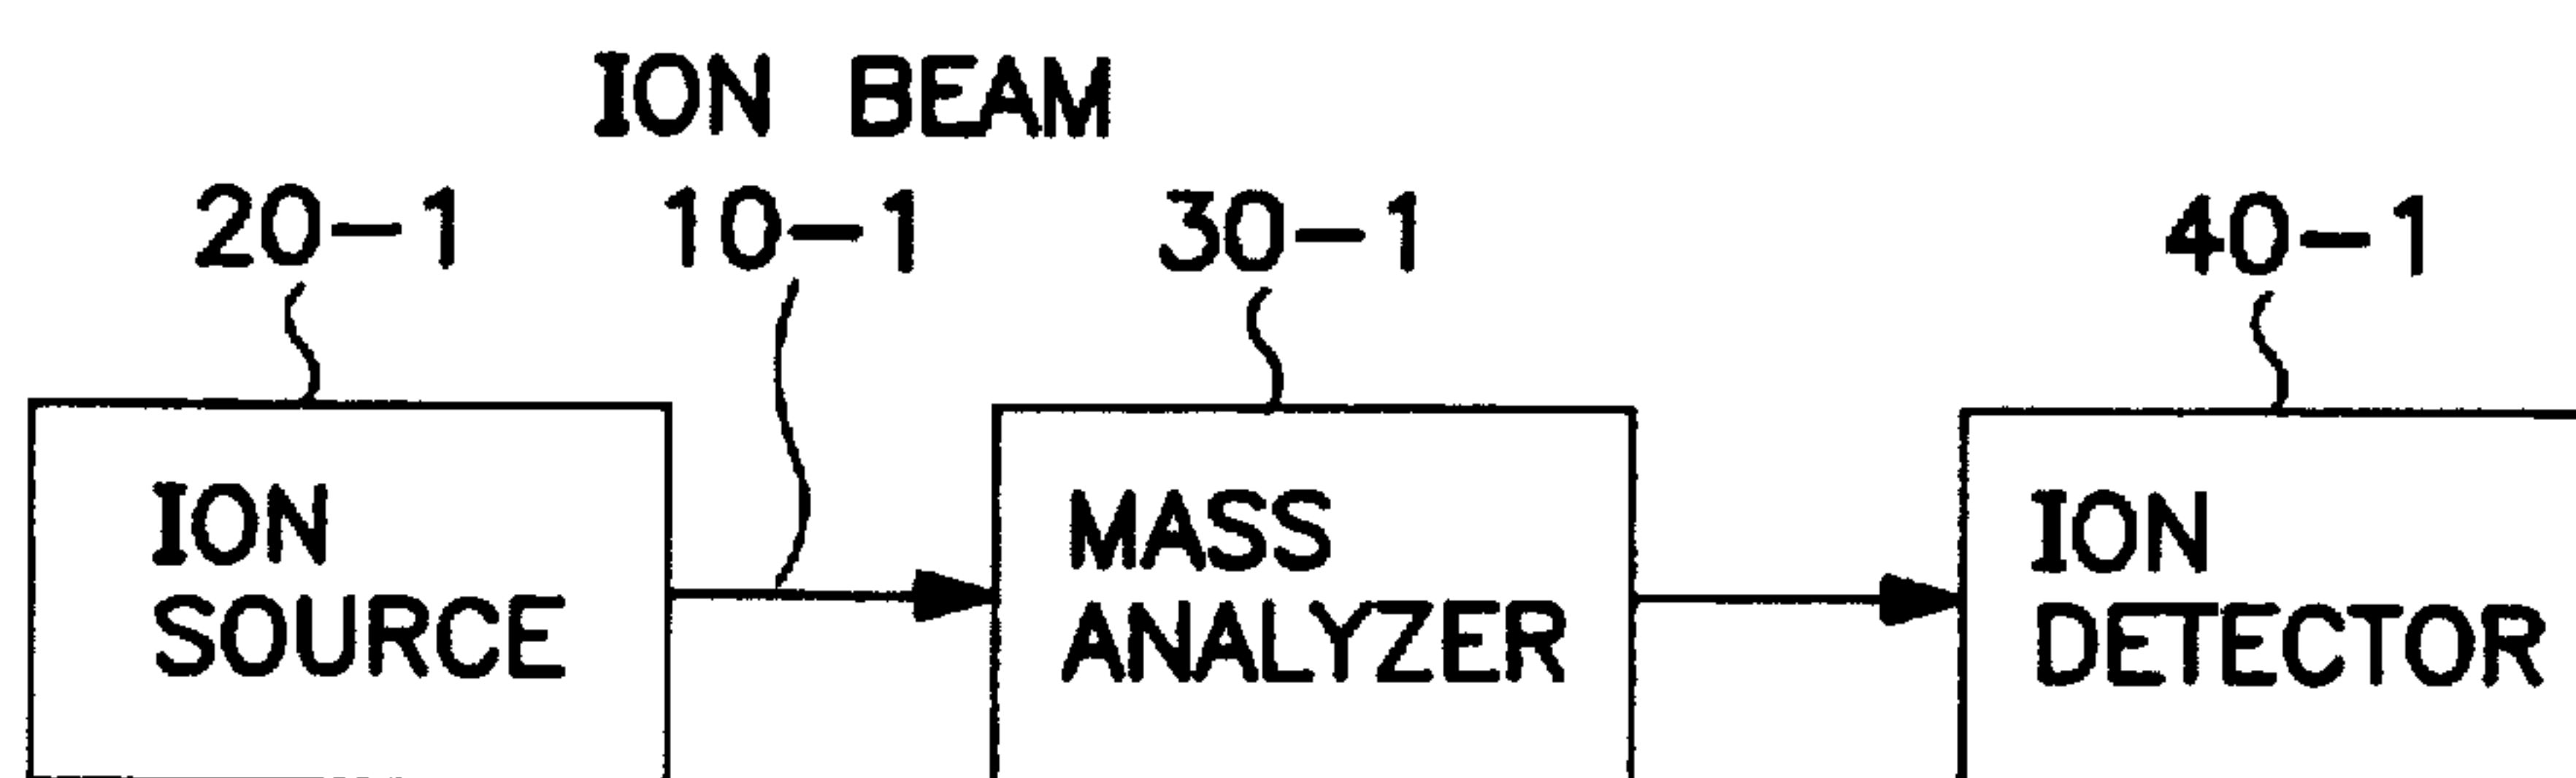 ION BEAM
20-1 10-1 30-1 40-1
ION
SOURCE
MASS
ANALYZER
ION
DETECTOR